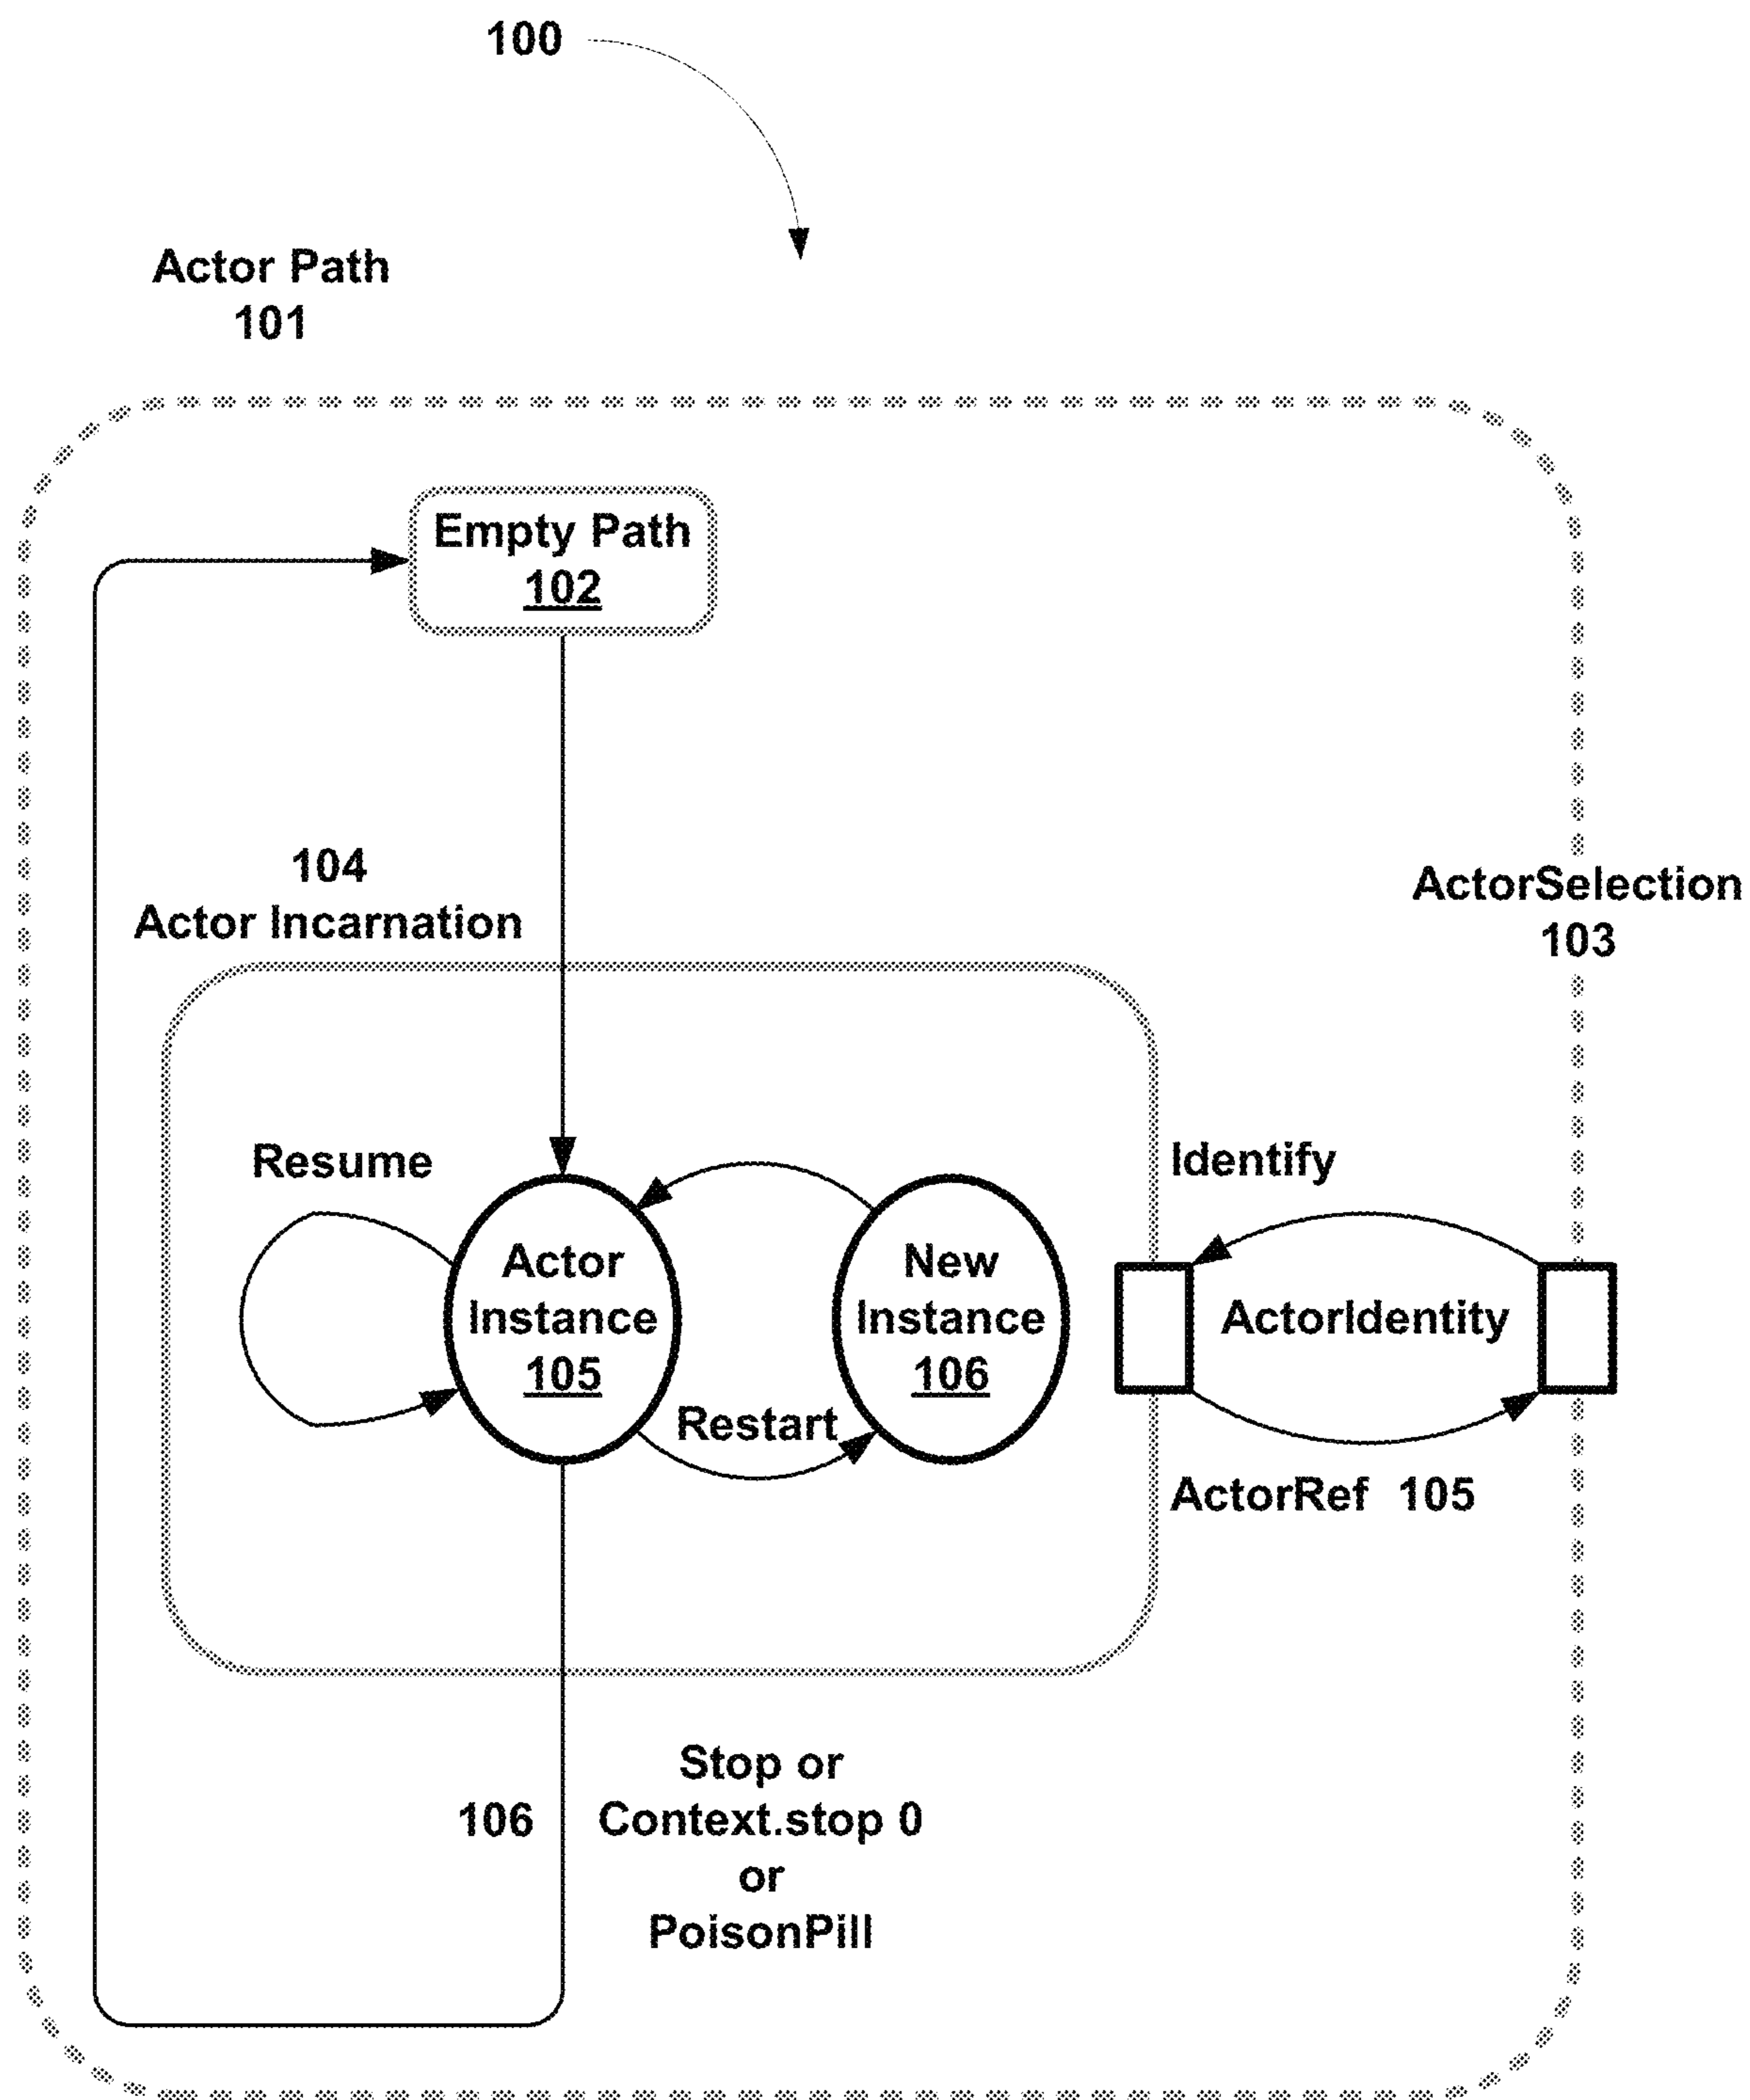 100
Actor Path
101
Empty Path
102
104
Actor Incarnation
ActorSelection
103
Resume
Identify
Actor
Instance
105
New
Instance
106
ActorIdentity
Restart
ActorRef 105
106
Stop or
Context.stop 0
or
PoisonPill